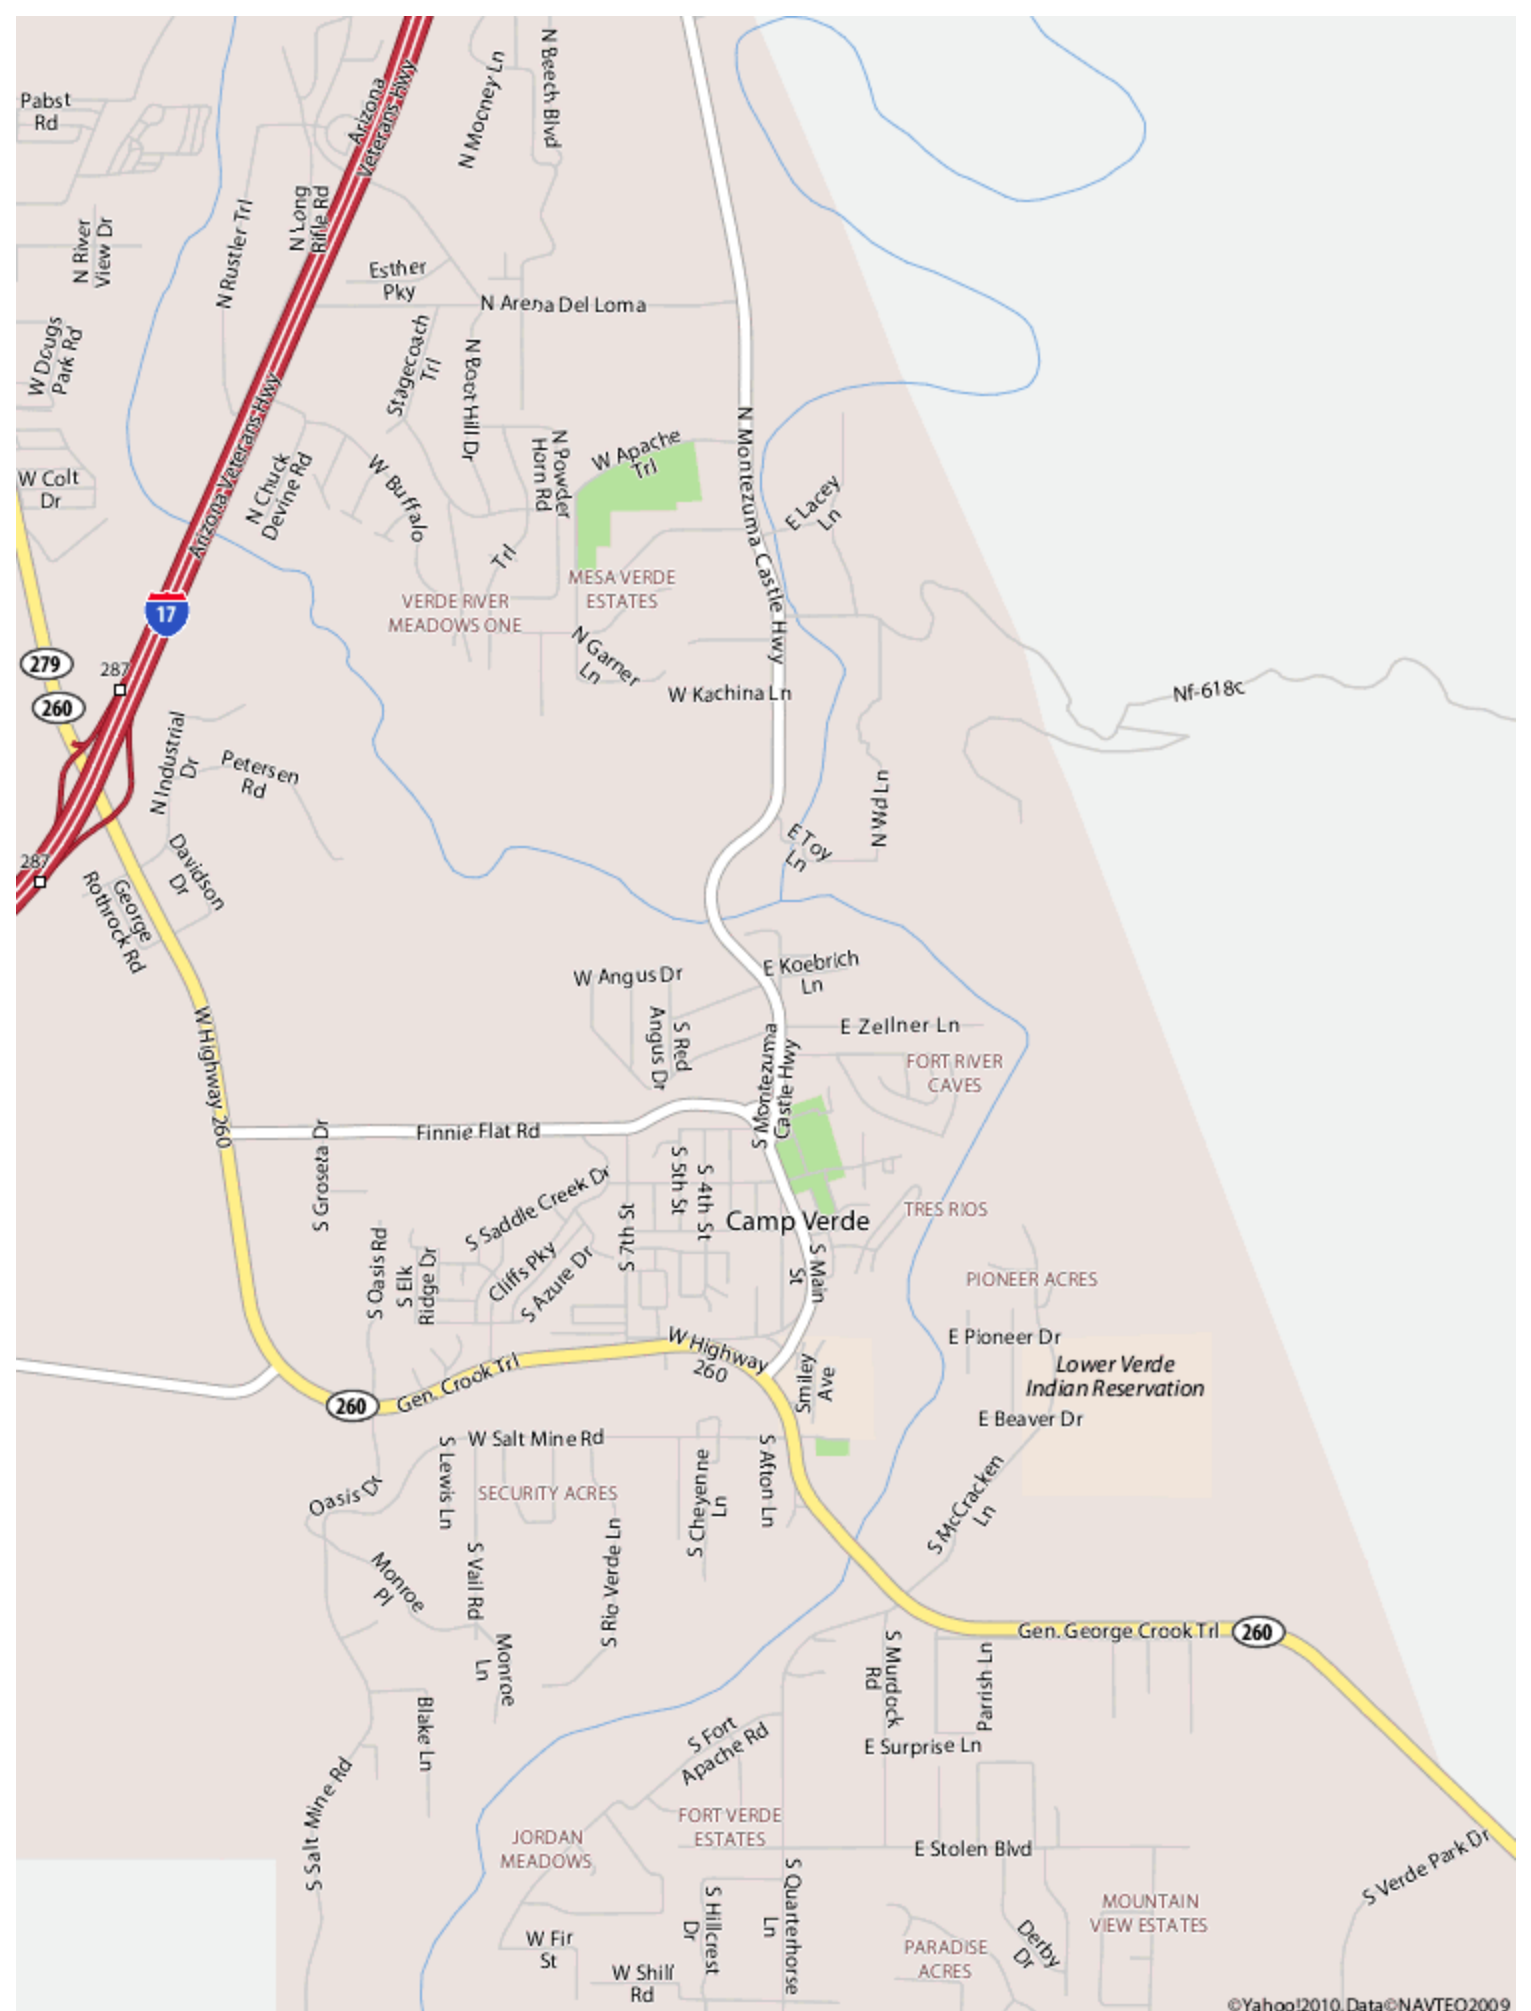 Pabst
Rd
Arizona
Veterans Hwy
N Mooney Ln
N Beech Blvd
N River
View Dr
N Rustler Trl
N Long
Rifle Rd
Esther
Pky
N Arena Del Loma
W Dougs
Park Rd
Stagecoach
Trl
N Boot Hill Dr
Arizona Veterans Hwy
W Colt
Dr
N Chuck
Devine Rd
W Buffalo
Trl
N Powder
Horn Rd
W Apache
Trl
N Montezuma Castle Hwy
E Lacey
Ln
MESA VERDE
ESTATES
VERDE RIVER
MEADOWS ONE
17
N Garner
Ln
W Kachina Ln
279
287
260
Nf-618c
N Industrial
Dr
Petersen
Rd
N Wpl Ln
E Toy
Ln
287
Davidson
Dr
George
Rothrock Rd
W Angus Dr
E Koebrich
Ln
S Red
Angus Dr
E Zellner Ln
W Highway 260
FORT RIVER
CAVES
S Montezuma
Castle Hwy
Finnie Flat Rd
S Groseta Dr
S 5th St
S 4th St
S Saddle Creek Dr
S 7th St
Camp Verde
TRES RIOS
S Oasis Rd
S Elk
Ridge Dr
Cliffs Pky
S Azure Dr
S Main
St
PIONEER ACRES
E Pioneer Dr
W Highway
260
Smiley
Ave
Lower Verde
Indian Reservation
260
Gen. Crook Trl
E Beaver Dr
W Salt Mine Rd
S Lewis Ln
S Cheyenne
Ln
S Afton Ln
Oasis Dr
SECURITY ACRES
S McCracken
Ln
Monroe
Pl
S Vail Rd
S Rio Verde Ln
Monroe
Ln
Gen. George Crook Trl
260
S Murdock
Rd
Parrish Ln
Blake Ln
S Fort
Apache Rd
E Surprise Ln
S Salt Mine Rd
FORT VERDE
ESTATES
JORDAN
MEADOWS
E Stolen Blvd
S Verde Park Dr
S Quarterhorse
Ln
S Hillcrest
Dr
MOUNTAIN
VIEW ESTATES
W Fir
St
PARADISE
ACRES
Derby
Dr
W Shill
Rd
©Yahoo!2010, Data©NAVTEQ2009